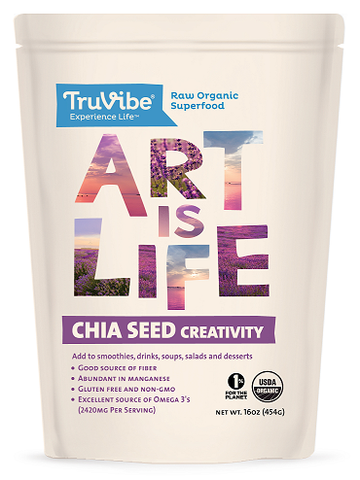 TruVibe®
Experience Life™
Raw Organic
Superfood
ART
IS
LIFE
CHIA SEED CREATIVITY
Add to smoothies, drinks, soups, salads and desserts
• GOOD SOURCE OF FIBER
• ABUNDANT IN MANGANESE
• GLUTEN FREE AND NON-GMO
• EXCELLENT SOURCE OF OMEGA 3'S
(2420MG PER SERVING)
1%
FOR THE
PLANET
USDA
ORGANIC
NET WT. 16OZ (454G)